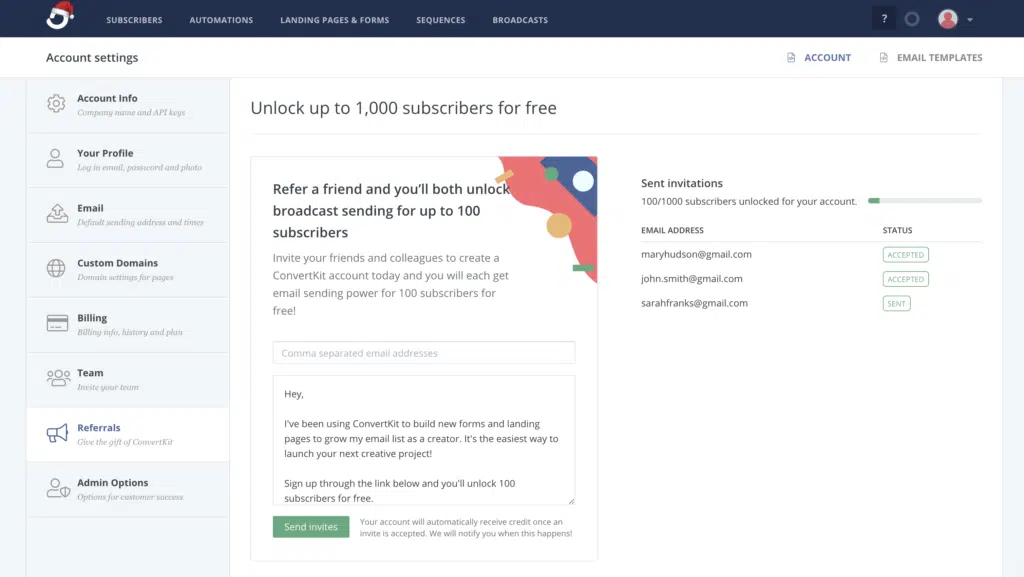 SUBSCRIBERS AUTOMATIONS LANDING PAGES & FORMS SEQUENCES BROADCASTS ?
Account settings
ACCOUNT EMAIL TEMPLATES
Account Info
Company name and API keys
Your Profile
Log in email, password and photo
Email
Default sending address and times
Custom Domains
Domain settings for pages
Billing
Billing info, history and plan
Team
Invite your team
Referrals
Give the gift of ConvertKit
Admin Options
Options for customer success
Unlock up to 1,000 subscribers for free
Refer a friend and you’ll both unlock
broadcast sending for up to 100
subscribers
Invite your friends and colleagues to create a
ConvertKit account today and you will each get
email sending power for 100 subscribers for
free!
Comma separated email addresses
Hey,
I've been using ConvertKit to build new forms and landing
pages to grow my email list as a creator. It's the easiest way to
launch your next creative project!
Sign up through the link below and you'll unlock 100
subscribers for free.
Send invites
Your account will automatically receive credit once an
invite is accepted. We will notify you when this happens!
Sent invitations
100/1000 subscribers unlocked for your account.
EMAIL ADDRESS STATUS
maryhudson@gmail.com ACCEPTED
john.smith@gmail.com ACCEPTED
sarahfranks@gmail.com SENT